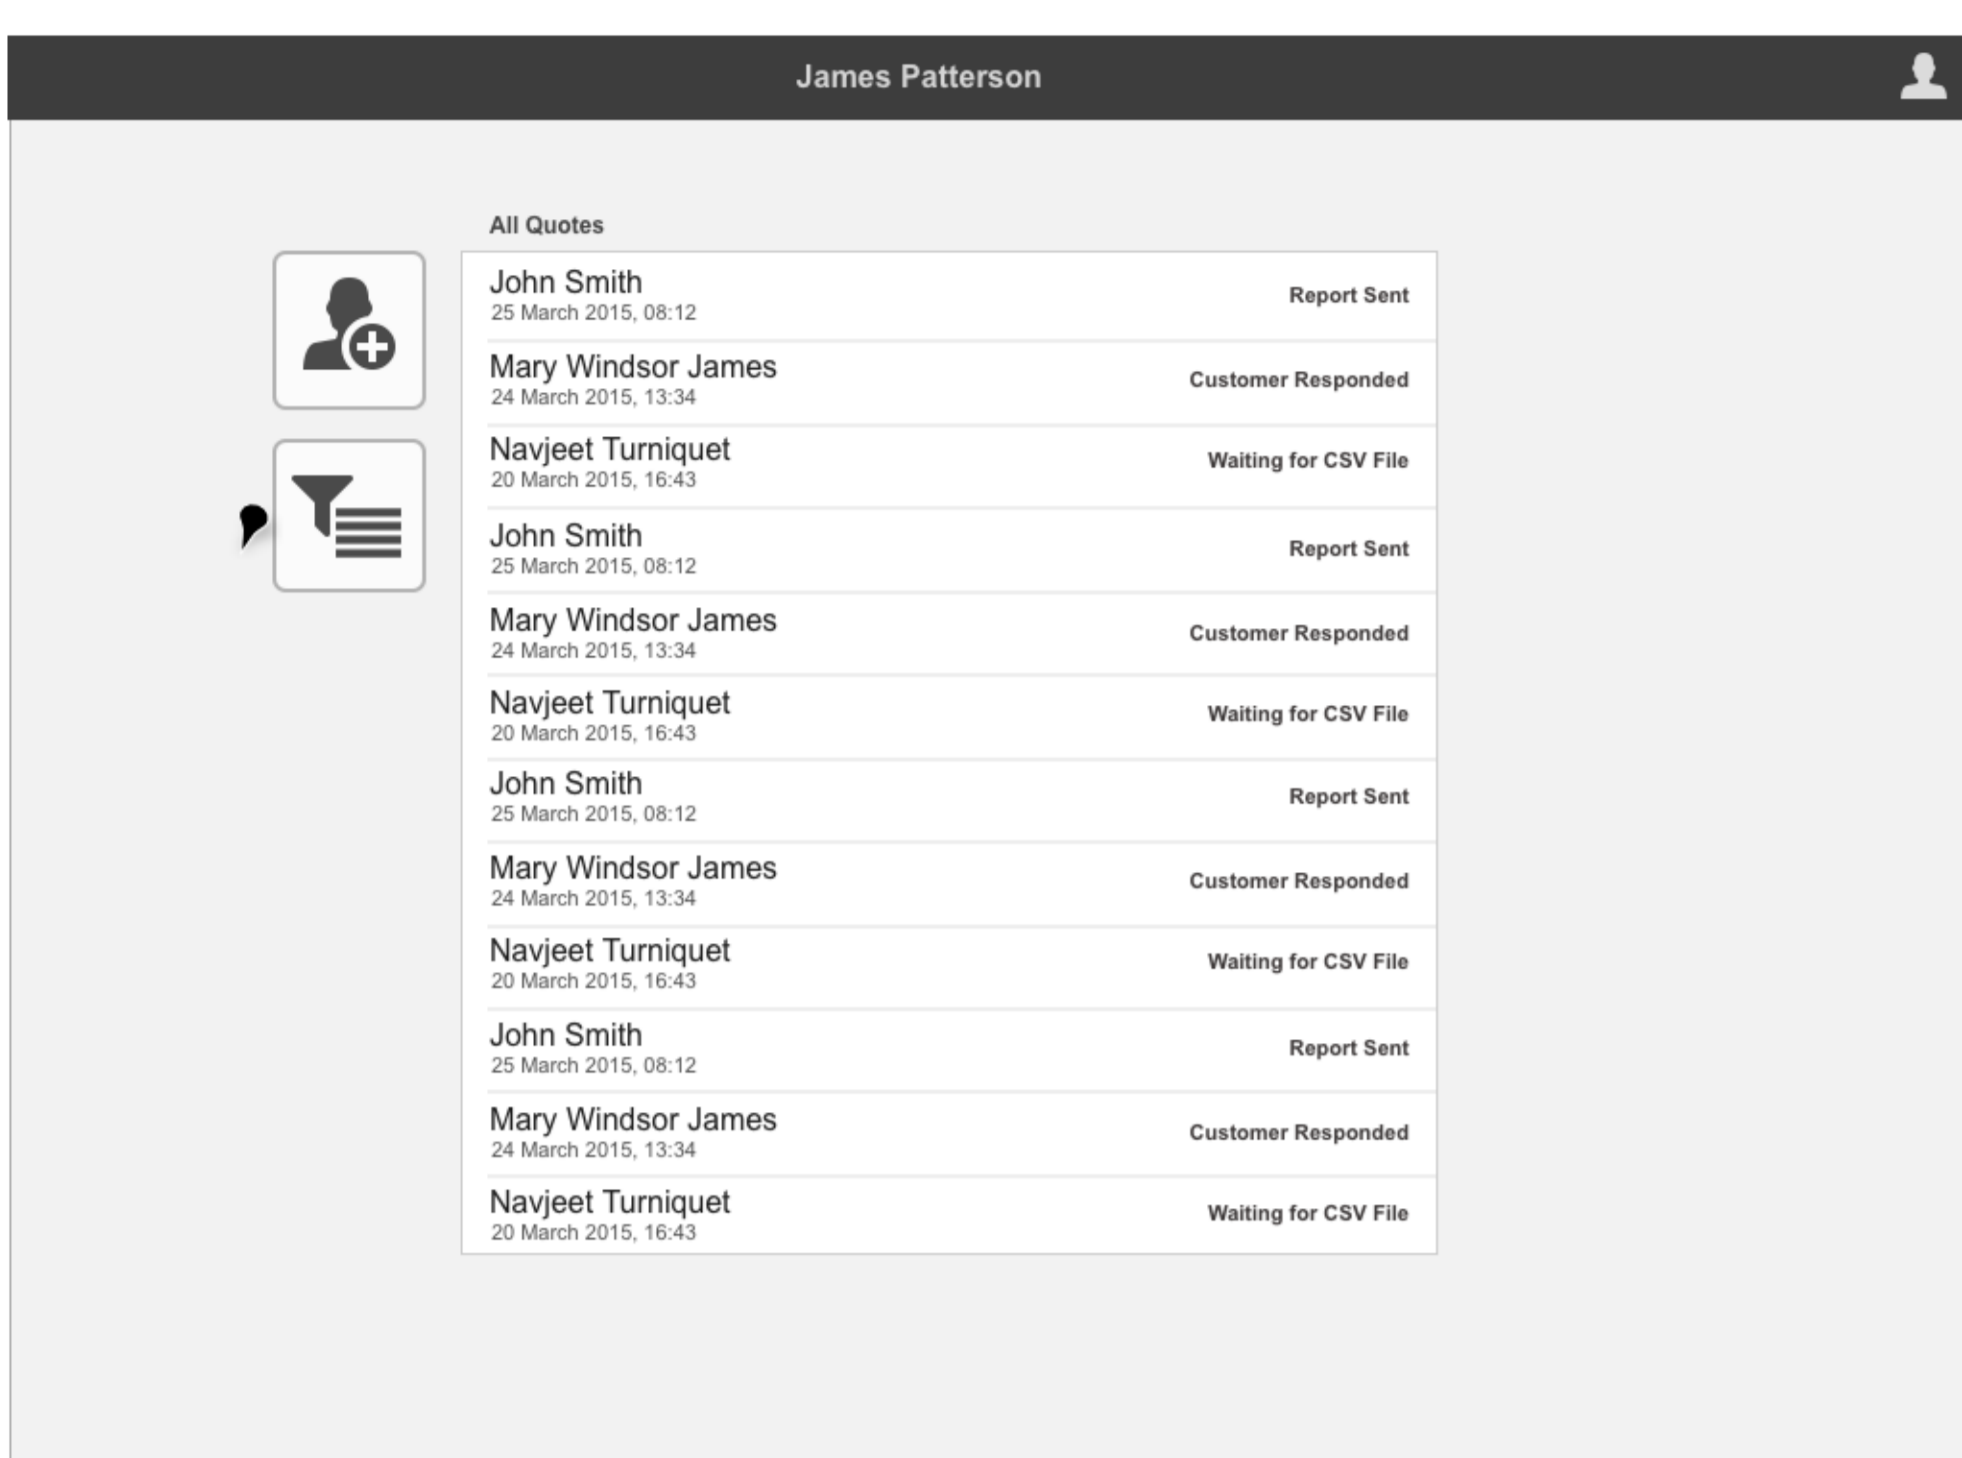 James Patterson
All Quotes
John Smith
25 March 2015, 08:12
Report Sent
Mary Windsor James
24 March 2015, 13:34
Customer Responded
Navjeet Turniquet
20 March 2015, 16:43
Waiting for CSV File
John Smith
25 March 2015, 08:12
Report Sent
Mary Windsor James
24 March 2015, 13:34
Customer Responded
Navjeet Turniquet
20 March 2015, 16:43
Waiting for CSV File
John Smith
25 March 2015, 08:12
Report Sent
Mary Windsor James
24 March 2015, 13:34
Customer Responded
Navjeet Turniquet
20 March 2015, 16:43
Waiting for CSV File
John Smith
25 March 2015, 08:12
Report Sent
Mary Windsor James
24 March 2015, 13:34
Customer Responded
Navjeet Turniquet
20 March 2015, 16:43
Waiting for CSV File